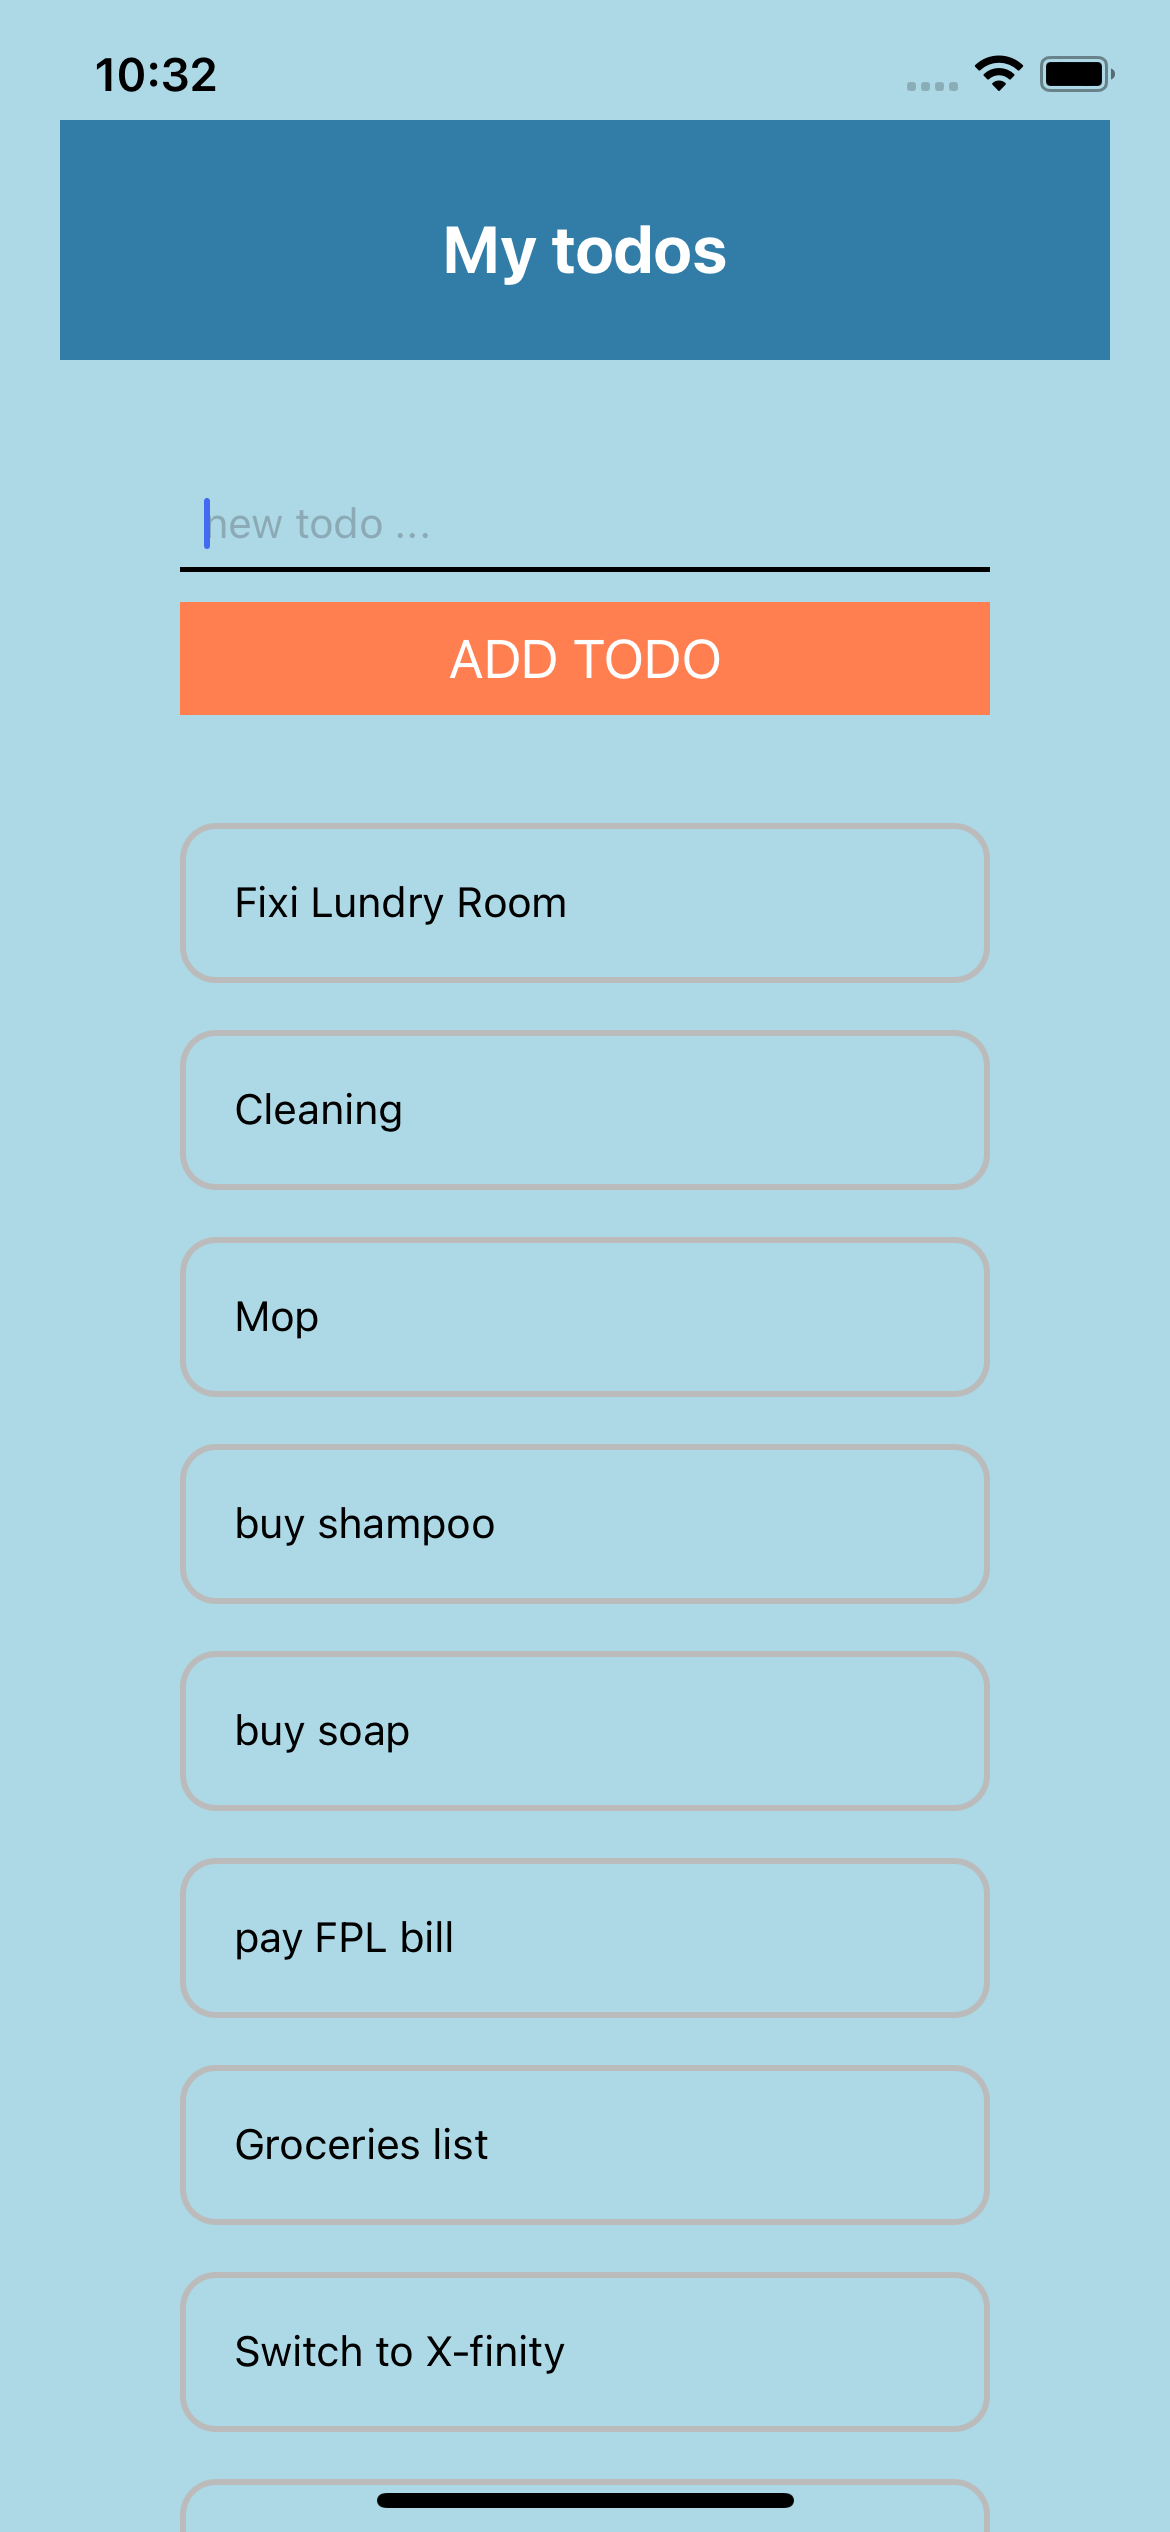 10:32
My todos
new todo ...
ADD TODO
Fixi Lundry Room
Cleaning
Mop
buy shampoo
buy soap
pay FPL bill
Groceries list
Switch to X-finity